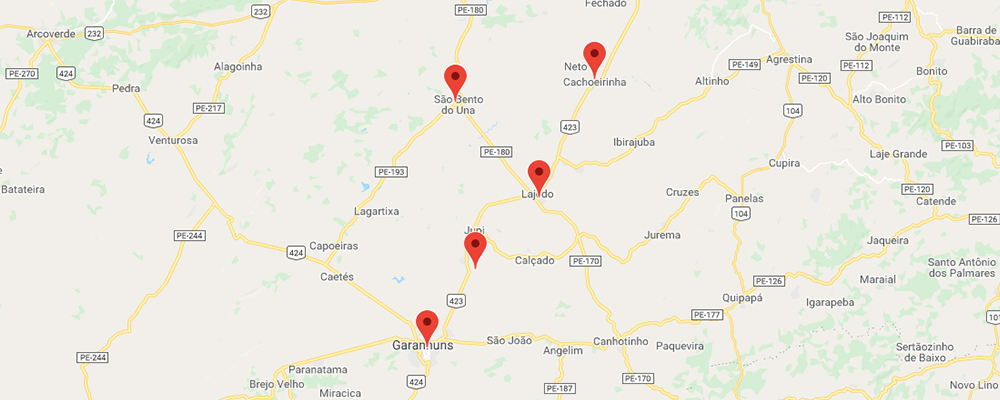 Fechado
PE-180
232
PE-112
Arcoverde
232
São Joaquim
do Monte
Barra de
Guabiraba
Alagoinha
Neto
Cachoeirinha
Agrestina
PE-149
PE-112
Bonito
PE-270
424
Altinho
PE-120
Pedra
São Bento
do Una
Alto Bonito
PE-217
104
424
423
Venturosa
Ibirajuba
PE-103
PE-180
Laje Grande
Cupira
PE-193
Batateira
Lajedo
Cruzes
Panelas
PE-120
Catende
Lagartixa
104
PE-126
Novo Lino
Jupi
PE-244
Jurema
Jaqueira
424
Capoeiras
Calçado
PE-170
Santo Antônio
dos Palmares
Caetés
PE-126
Maraial
423
Quipapá
Igarapeba
PE-177
101
Garanhuns
São João
Canhotinho
Paquevira
Angelim
Sertãozinho
de Baixo
PE-244
Paranatama
Brejo Velho
424
PE-170
Miracica
PE-187
Novo Lino